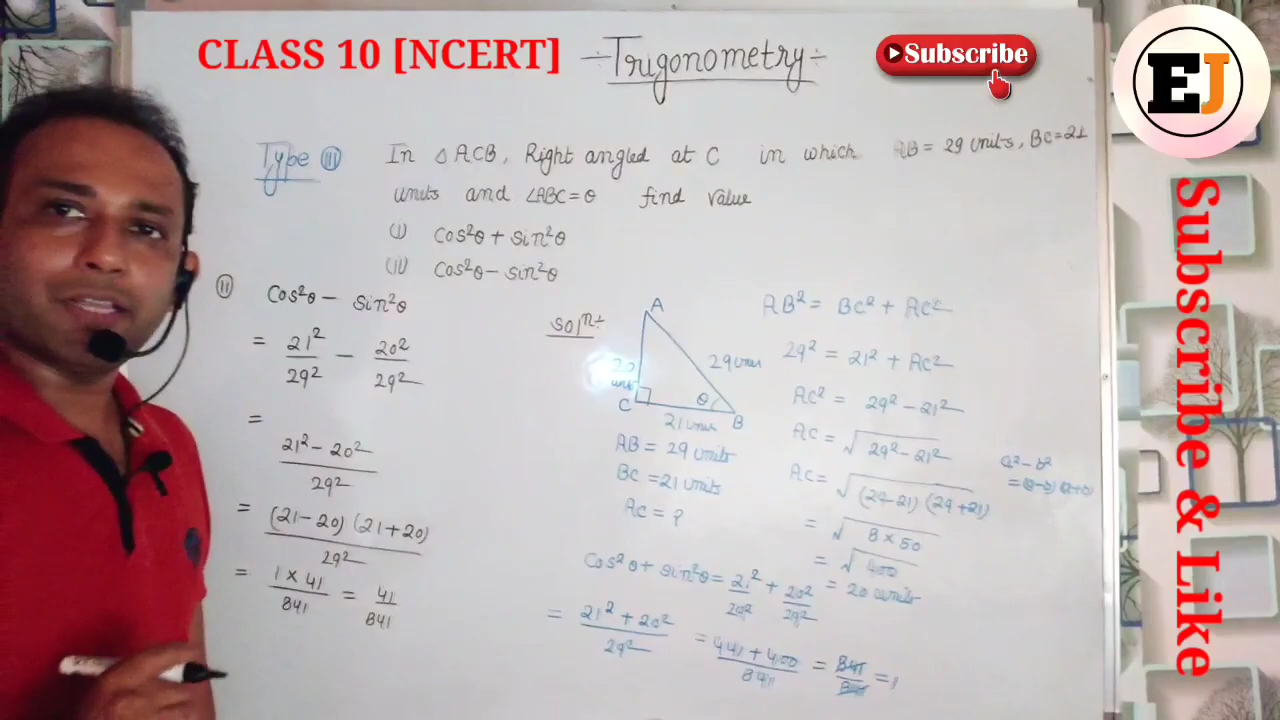 CLASS 10 [NCERT]
÷Trigonometry÷
Subscribe
EJ
Subscribe & Like
Type (III) In △ ACB, Right angled at C in which AB = 29 units, BC = 21
units and ∠ABC = θ find value
(i) Cos²θ + sin²θ
(ii) Cos²θ − sin²θ
(ii) Cos²θ − sin²θ
= 21²/29² − 20²/29²
= (21² − 20²)/29²
= (21−20) (21+20)/29²
= 1 × 41/841 = 41/841
Solⁿ÷
A
20 units
29 units
C
θ
B
21 units
AB = 29 units
BC = 21 units
AC = ?
AB² = BC² + AC²
29² = 21² + AC²
AC² = 29² − 21²
AC = √(29² − 21²)
a² − b²
= (a−b) (a+b)
AC = √((29−21) (29+21))
= √(8 × 50)
= √400
= 20 units
Cos²θ + sin²θ = 21²/29² + 20²/29²
= (21² + 20²)/29² = (441 + 400)/841 = 841/841 = 1